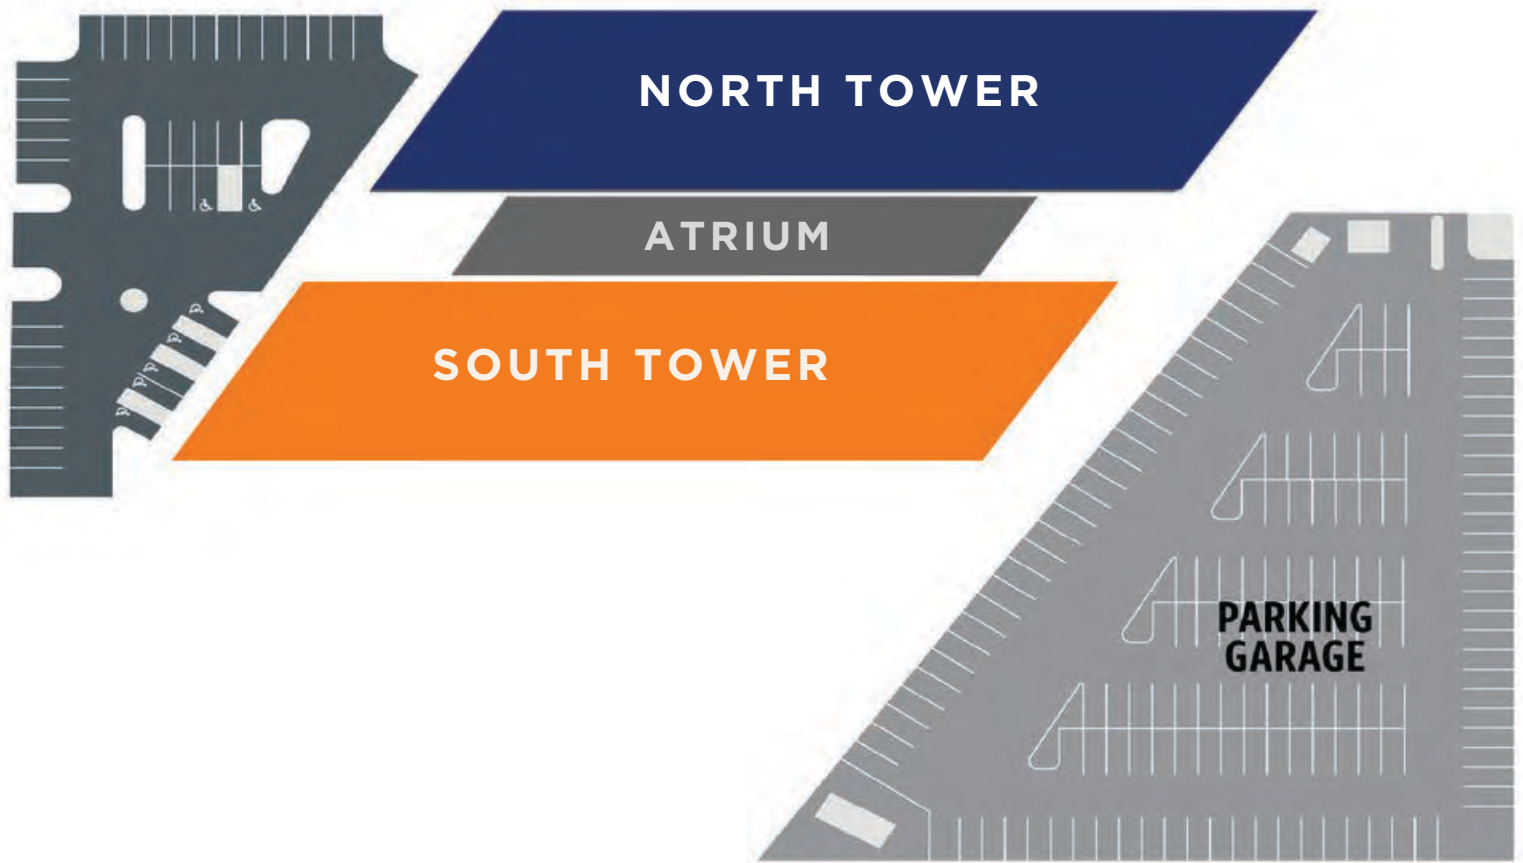 NORTH TOWER
ATRIUM
SOUTH TOWER
PARKING
GARAGE